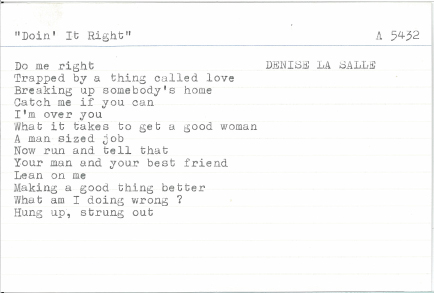 "Doin' It Right" A 5432
Do me right DENISE LA SALLE
Trapped by a thing called love
Breaking up somebody's home
Catch me if you can
I'm over you
What it takes to get a good woman
A man sized job
Now run and tell that
Your man and your best friend
Lean on me
Making a good thing better
What am I doing wrong ?
Hung up, strung out